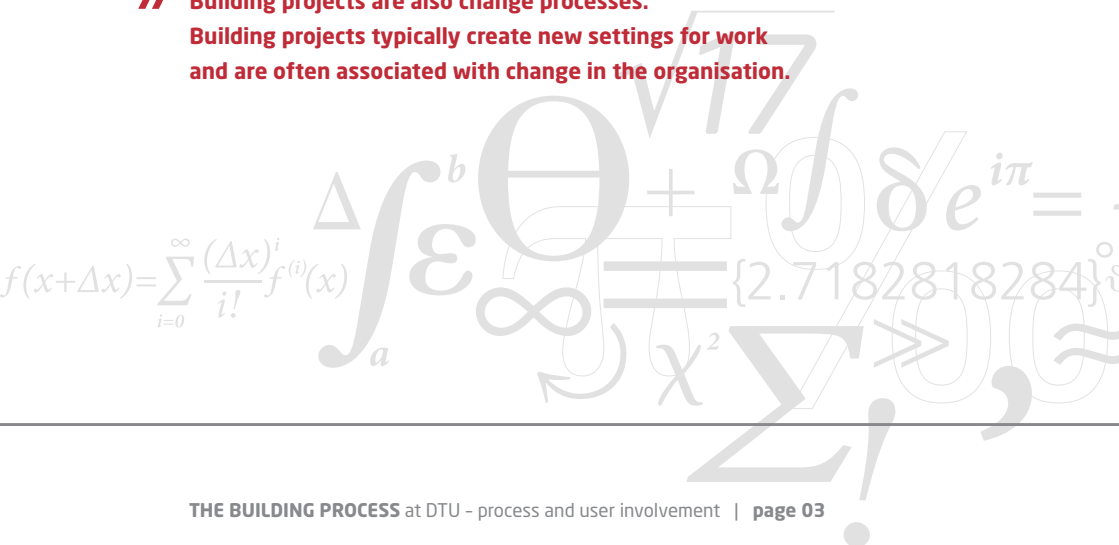 ” Building projects are also change processes.
Building projects typically create new settings for work
and are often associated with change in the organisation.
√17
Δ ∫ b a ε Θ + Ω ∫ δ e^{iπ} =
f(x+Δx)=∑_{i=0}^{∞} (Δx)^i / i! f^{(i)}(x)
∞ = {2.7182818284}
χ² Σ ! ≫ , ≈
THE BUILDING PROCESS at DTU – process and user involvement | page 03